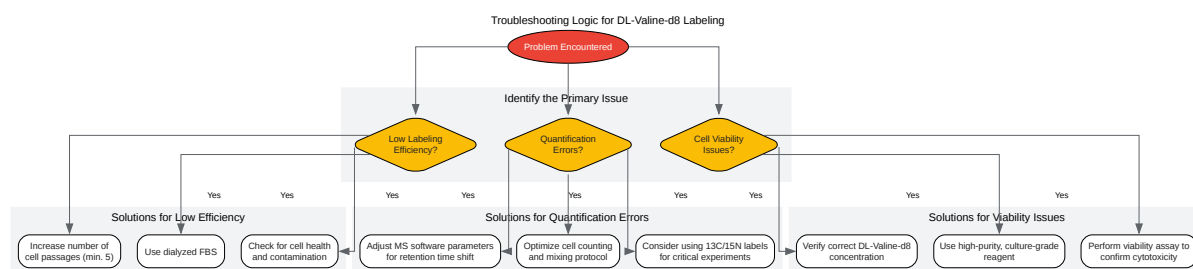 Troubleshooting Logic for DL-Valine-d8 Labeling
Problem Encountered
Identify the Primary Issue
Low Labeling
Efficiency?
Quantification
Errors?
Cell Viability
Issues?
Yes
Yes
Yes
Yes
Yes
Yes
Yes
Yes
Yes
Solutions for Low Efficiency
Increase number of
cell passages (min. 5)
Use dialyzed FBS
Check for cell health
and contamination
Solutions for Quantification Errors
Adjust MS software parameters
for retention time shift
Optimize cell counting
and mixing protocol
Consider using 13C/15N labels
for critical experiments
Solutions for Viability Issues
Verify correct DL-Valine-d8
concentration
Use high-purity, culture-grade
reagent
Perform viability assay to
confirm cytotoxicity